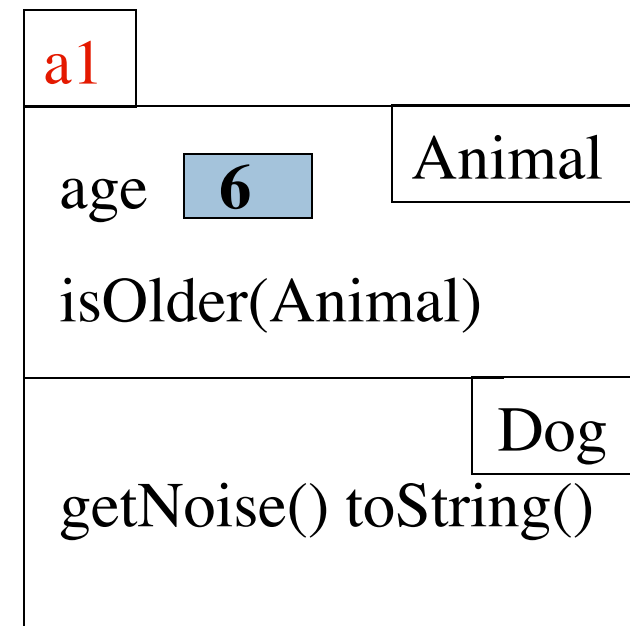 a1
Animal
age 6
isOlder(Animal)
Dog
getNoise() toString()